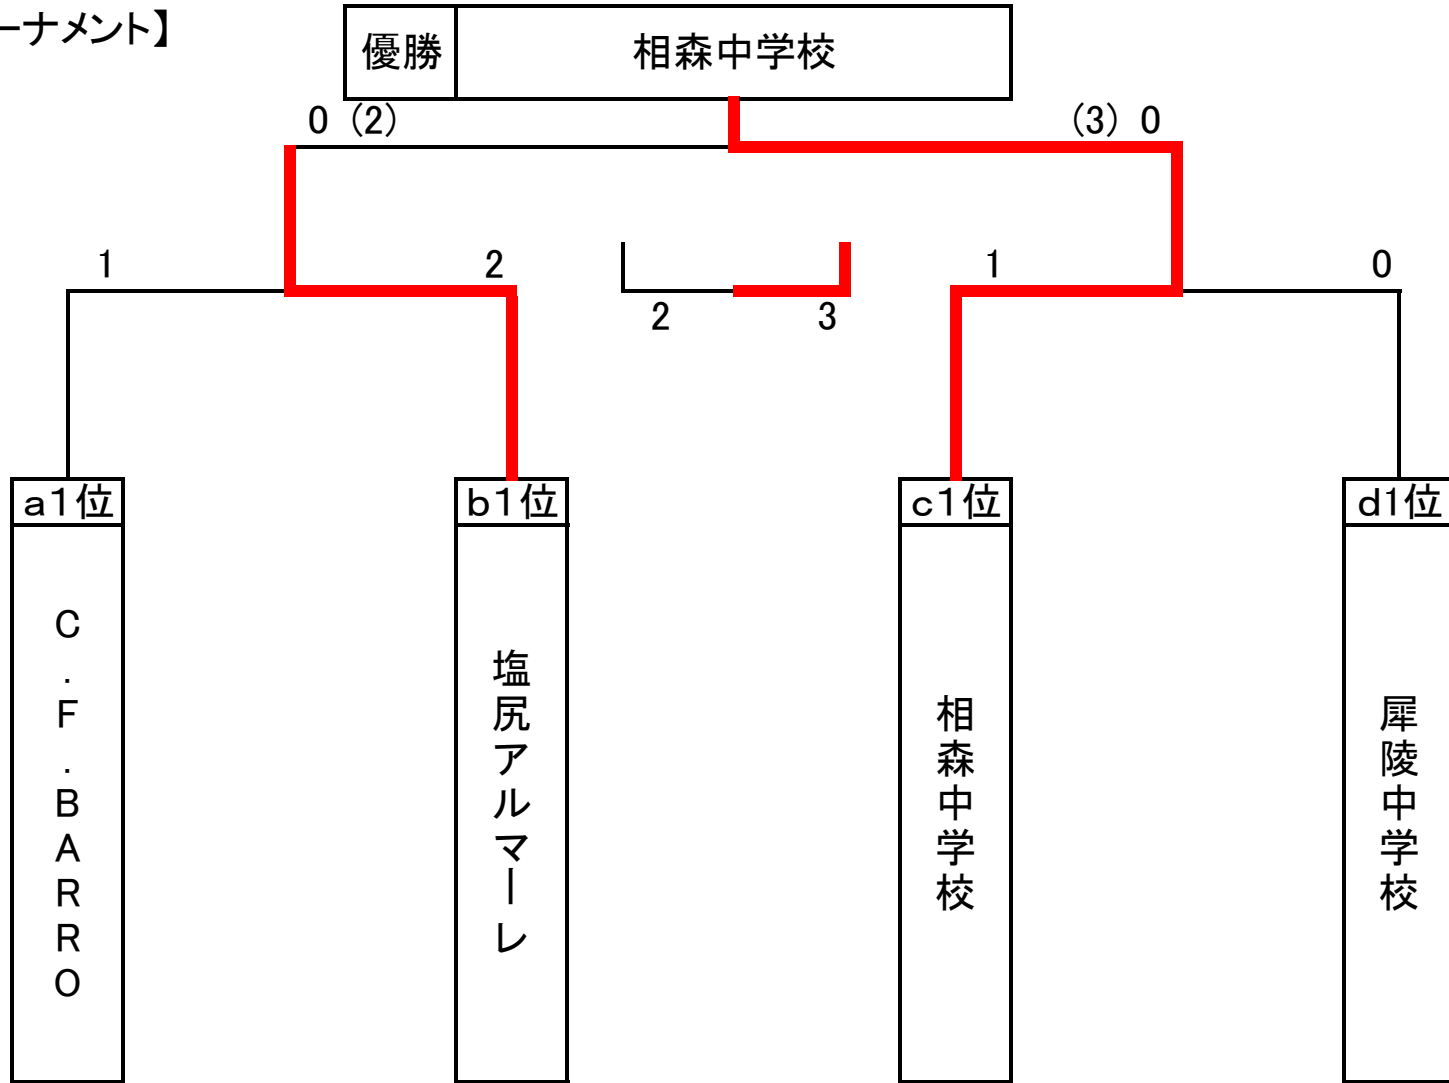 ーナメント】
優勝 相森中学校
0 (2) (3) 0
1 2 1 0
2 3
a1位 b1位 c1位 d1位
C.F.BARRO
塩尻アルマーレ
相森中学校
犀陵中学校